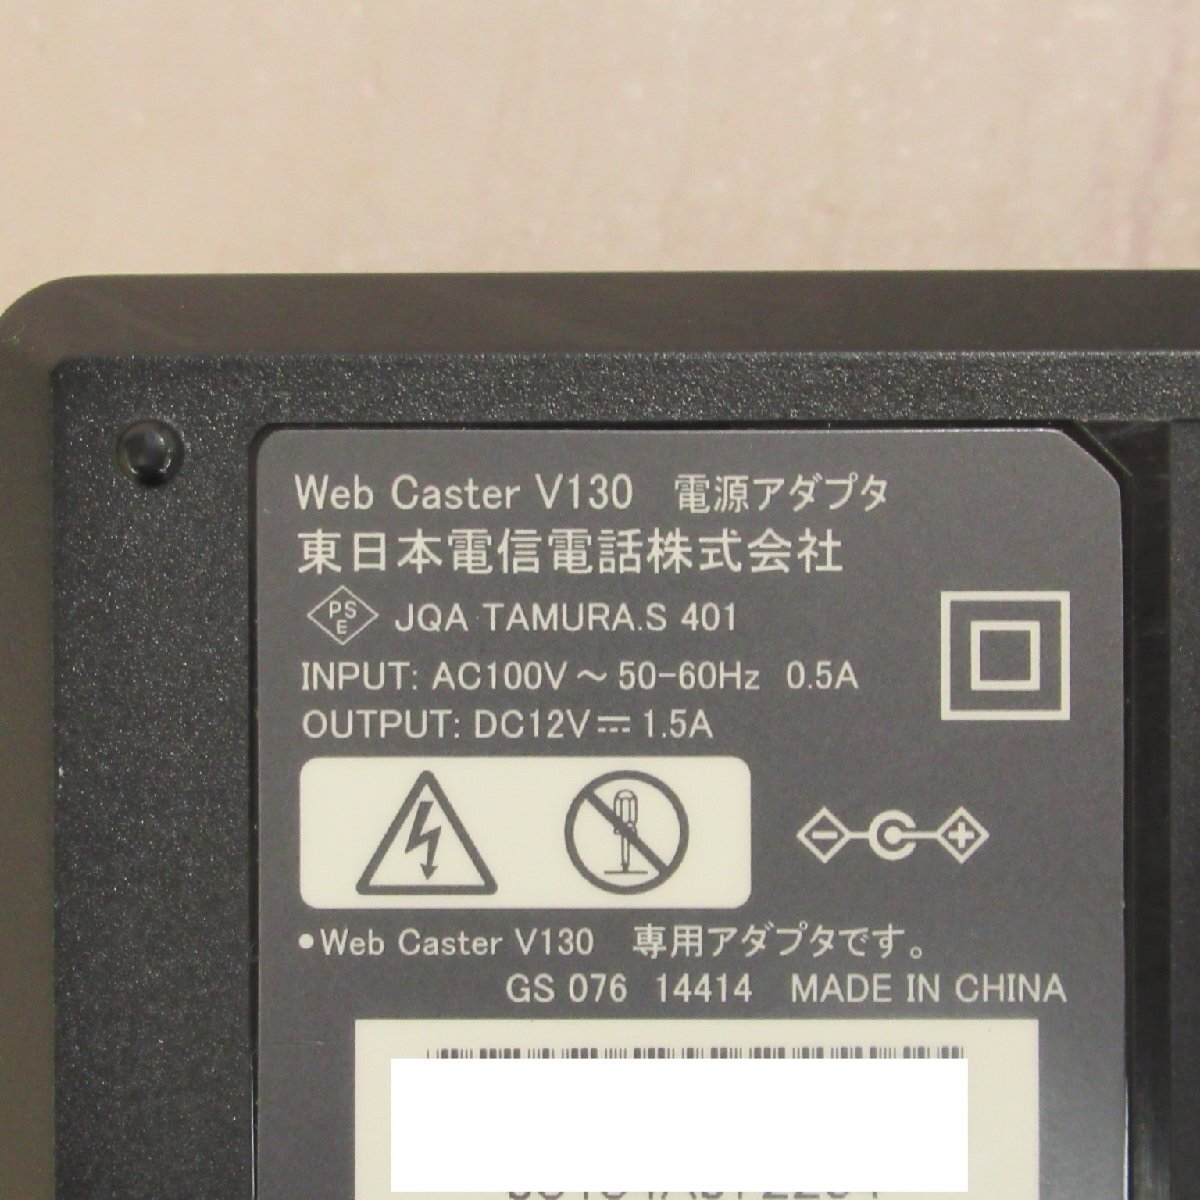 Web Caster V130 電源アダプタ
東日本電信電話株式会社
PSE JQA TAMURA.S 401
INPUT: AC100V ~ 50-60Hz 0.5A
OUTPUT: DC12V⎓1.5A
•Web Caster V130 専用アダプタです。
GS 076 14414 MADE IN CHINA